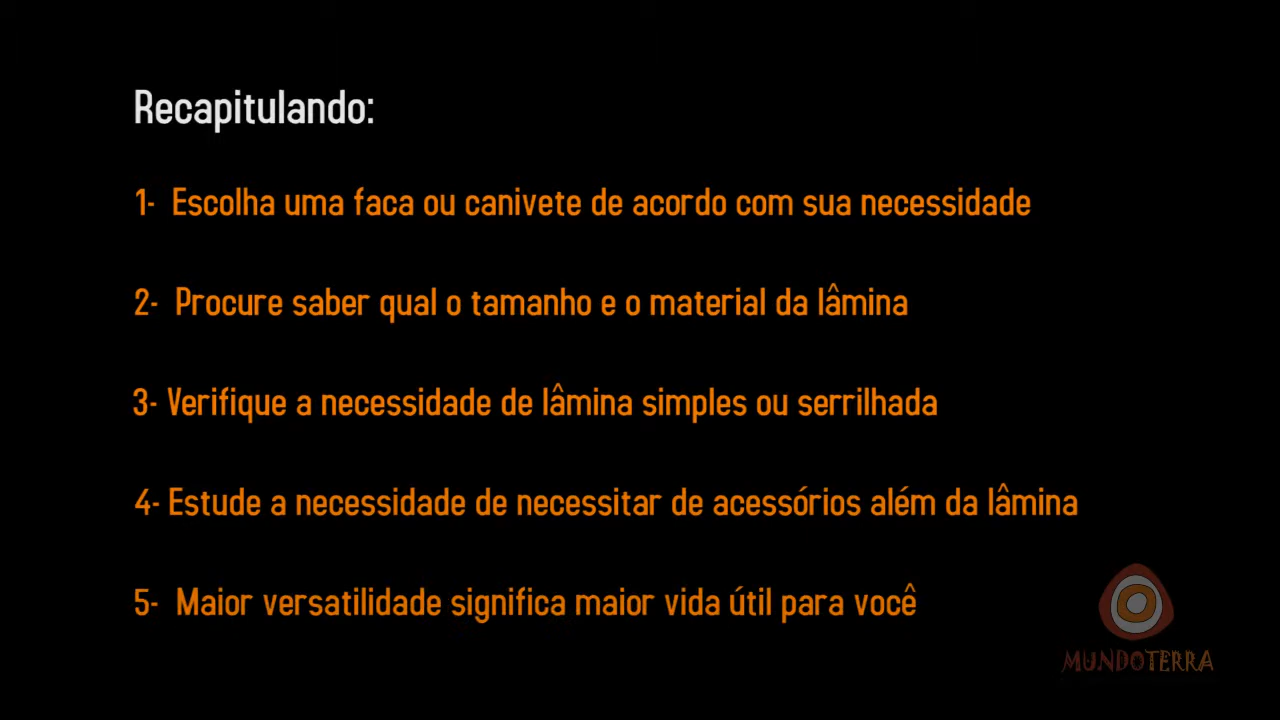 Recapitulando:
1- Escolha uma faca ou canivete de acordo com sua necessidade
2- Procure saber qual o tamanho e o material da lâmina
3- Verifique a necessidade de lâmina simples ou serrilhada
4- Estude a necessidade de necessitar de acessórios além da lâmina
5- Maior versatilidade significa maior vida útil para você
MUNDOTERRA